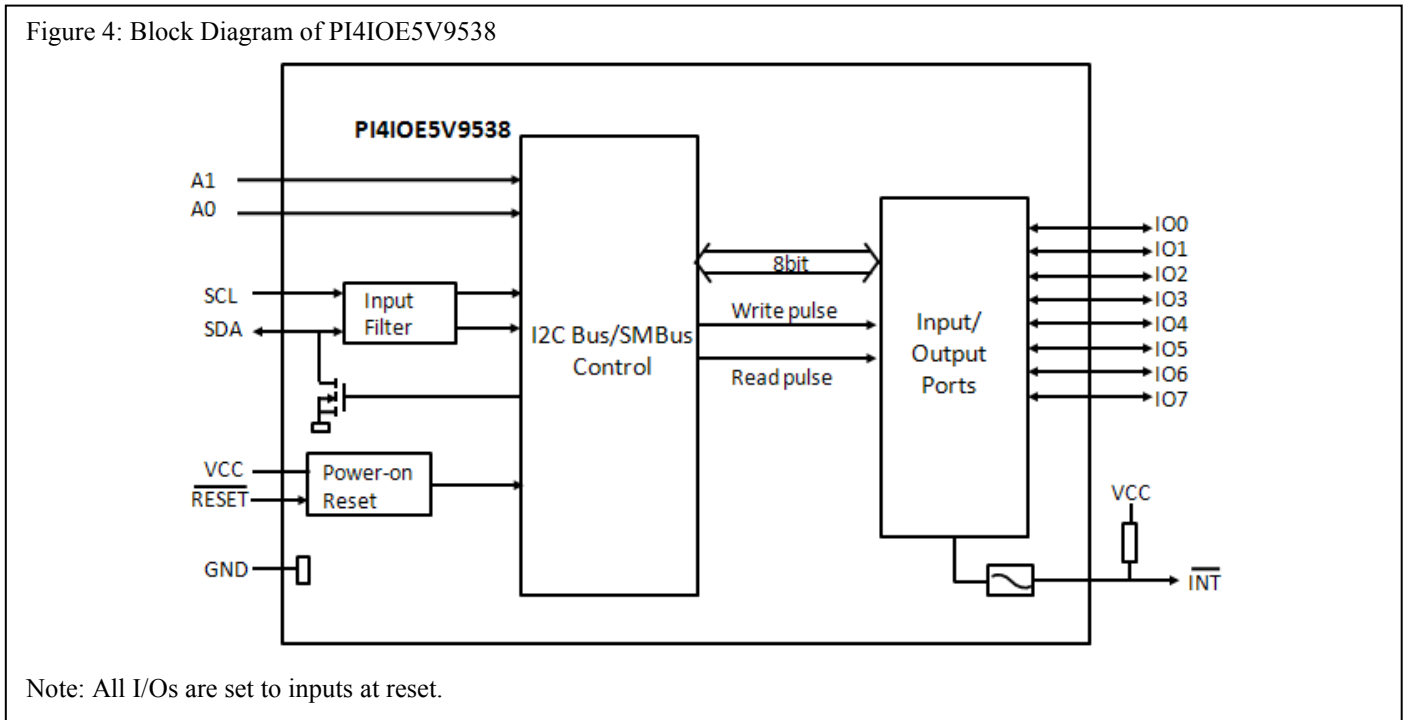 Figure 4: Block Diagram of PI4IOE5V9538
PI4IOE5V9538
A1
A0
SCL
SDA
Input
Filter
VCC
RESET
Power-on
Reset
GND
I2C Bus/SMBus
Control
8bit
Write pulse
Read pulse
Input/
Output
Ports
IO0
IO1
IO2
IO3
IO4
IO5
IO6
IO7
VCC
INT
Note: All I/Os are set to inputs at reset.